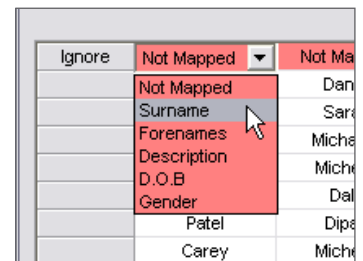 Ignore Not Mapped Not Ma
Not Mapped Dan
Surname Sara
Forenames Micha
Description Miche
D.O.B Dal
Gender
Patel Dipa
Carey Miche